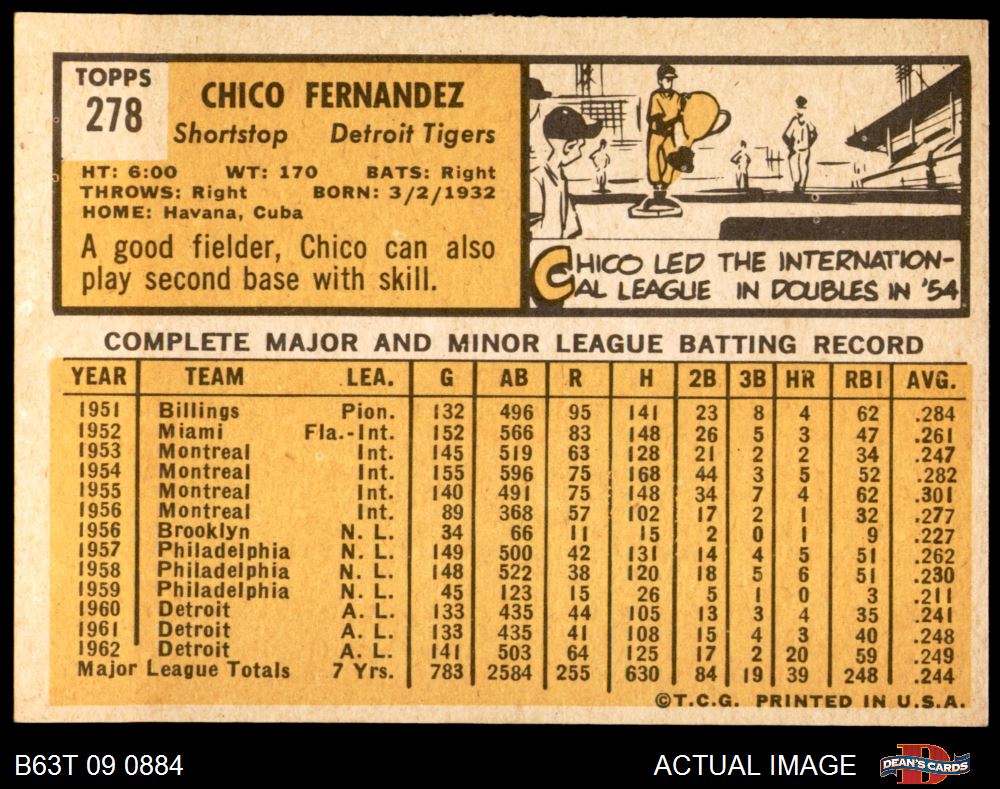 TOPPS
278
CHICO FERNANDEZ
Shortstop Detroit Tigers
HT: 6:00 WT: 170 BATS: Right
THROWS: Right BORN: 3/2/1932
HOME: Havana, Cuba
A good fielder, Chico can also
play second base with skill.
CHICO LED THE INTERNATION-
AL LEAGUE IN DOUBLES IN '54
COMPLETE MAJOR AND MINOR LEAGUE BATTING RECORD
YEAR TEAM LEA. G AB R H 2B 3B HR RBI AVG.
1951 Billings Pion. 132 496 95 141 23 8 4 62 .284
1952 Miami Fla.-Int. 152 566 83 148 26 5 3 47 .261
1953 Montreal Int. 145 519 63 128 21 2 2 34 .247
1954 Montreal Int. 155 596 75 168 44 3 5 52 .282
1955 Montreal Int. 140 491 75 148 34 7 4 62 .301
1956 Montreal Int. 89 368 57 102 17 2 1 32 .277
1956 Brooklyn N. L. 34 66 11 15 2 0 1 9 .227
1957 Philadelphia N. L. 149 500 42 131 14 4 5 51 .262
1958 Philadelphia N. L. 148 522 38 120 18 5 6 51 .230
1959 Philadelphia N. L. 45 123 15 26 5 1 0 3 .211
1960 Detroit A. L. 133 435 44 105 13 3 4 35 .241
1961 Detroit A. L. 133 435 41 108 15 4 3 40 .248
1962 Detroit A. L. 141 503 64 125 17 2 20 59 .249
Major League Totals 7 Yrs. 783 2584 255 630 84 19 39 248 .244
©T.C.G. PRINTED IN U.S.A.
B63T 09 0884 ACTUAL IMAGE
D
DEAN'S CARDS